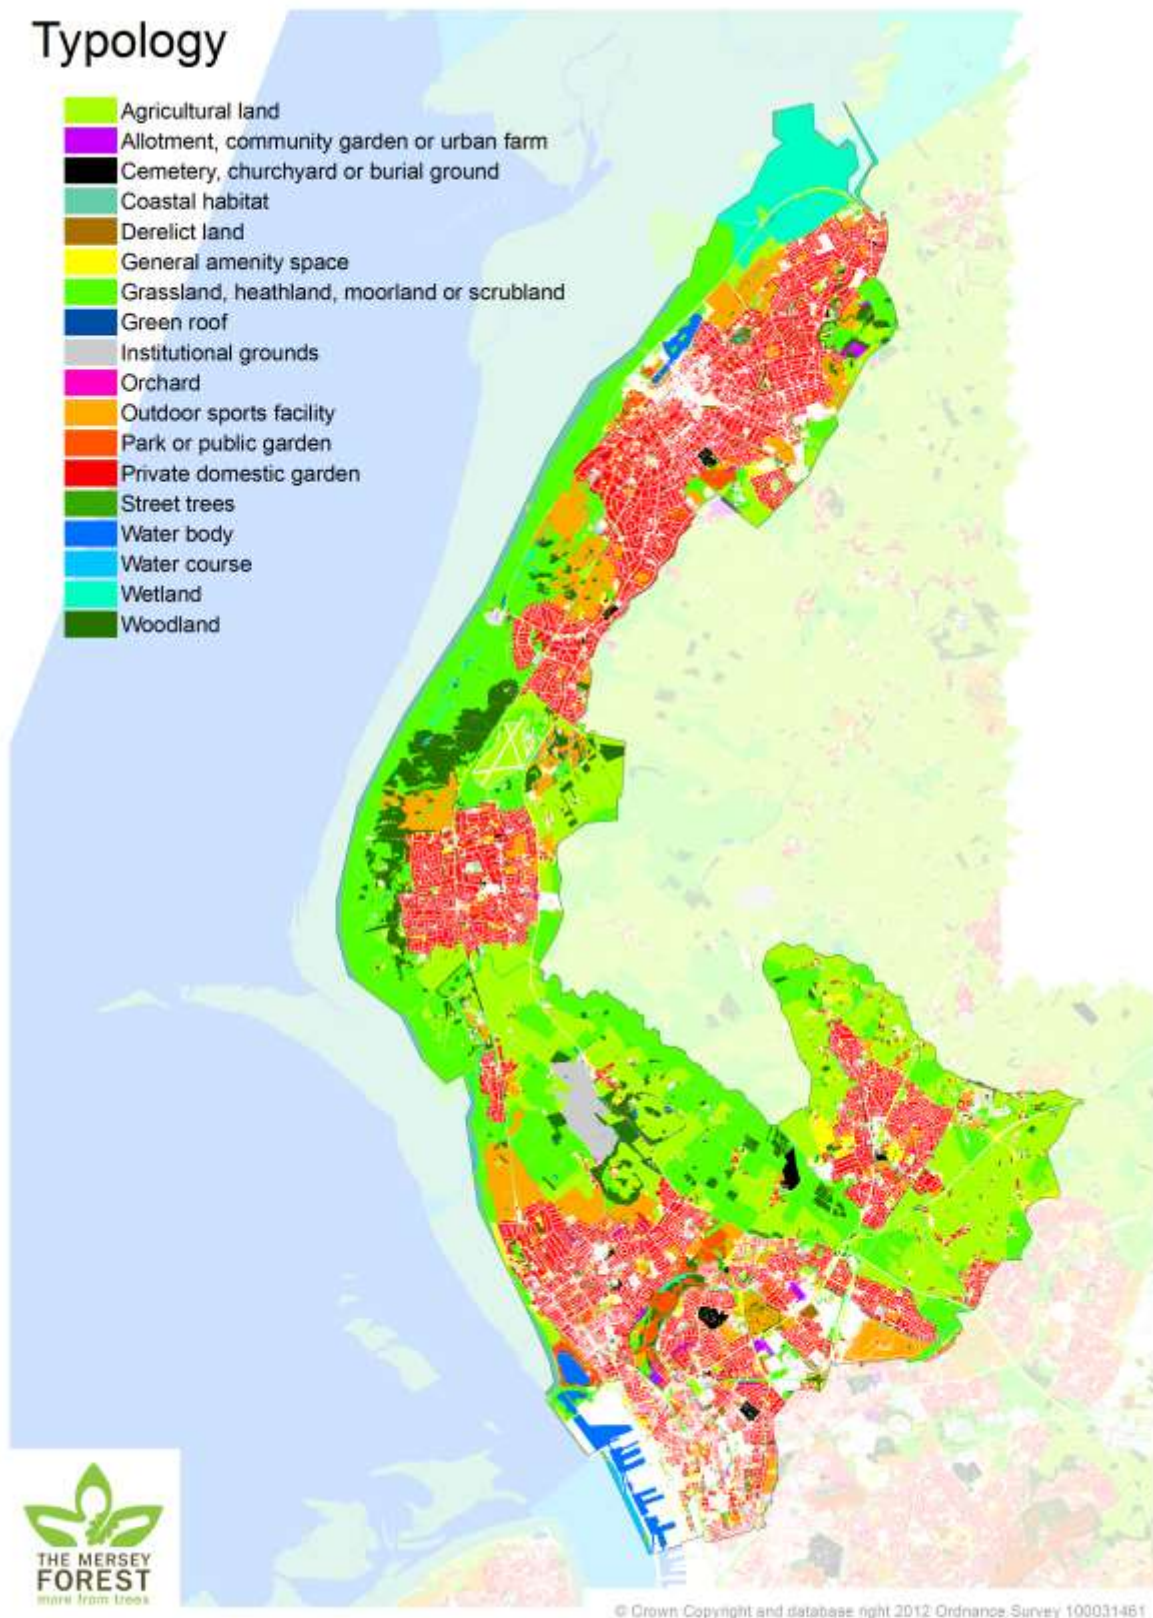 Typology
Agricultural land
Allotment, community garden or urban farm
Cemetery, churchyard or burial ground
Coastal habitat
Derelict land
General amenity space
Grassland, heathland, moorland or scrubland
Green roof
Institutional grounds
Orchard
Outdoor sports facility
Park or public garden
Private domestic garden
Street trees
Water body
Water course
Wetland
Woodland
THE MERSEY
FOREST
more from trees
© Crown Copyright and database right 2012 Ordnance Survey 100031461